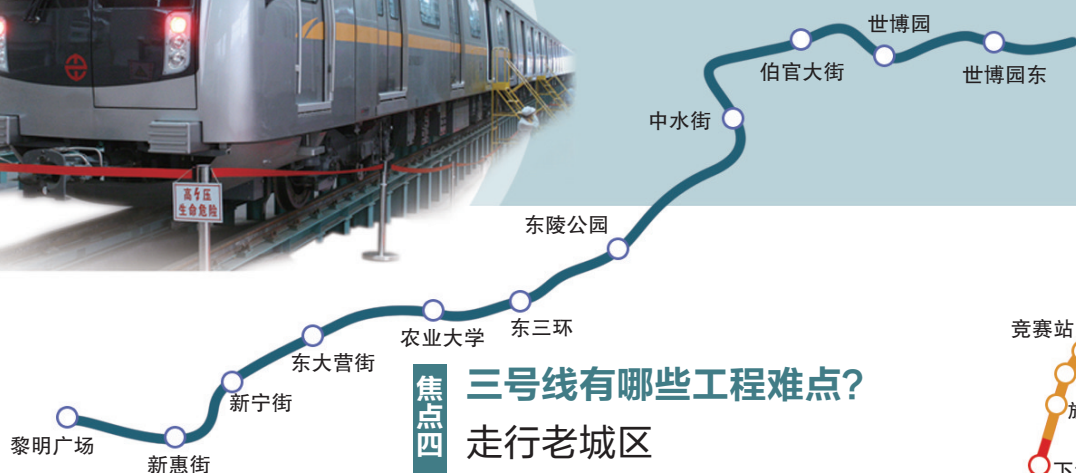 世博园
伯官大街
世博园东
中水街
高压
生命危险
东陵公园
农业大学
东三环
东大营街
新宁街
黎明广场
新惠街
焦点四
三号线有哪些工程难点?
走行老城区
竞赛站